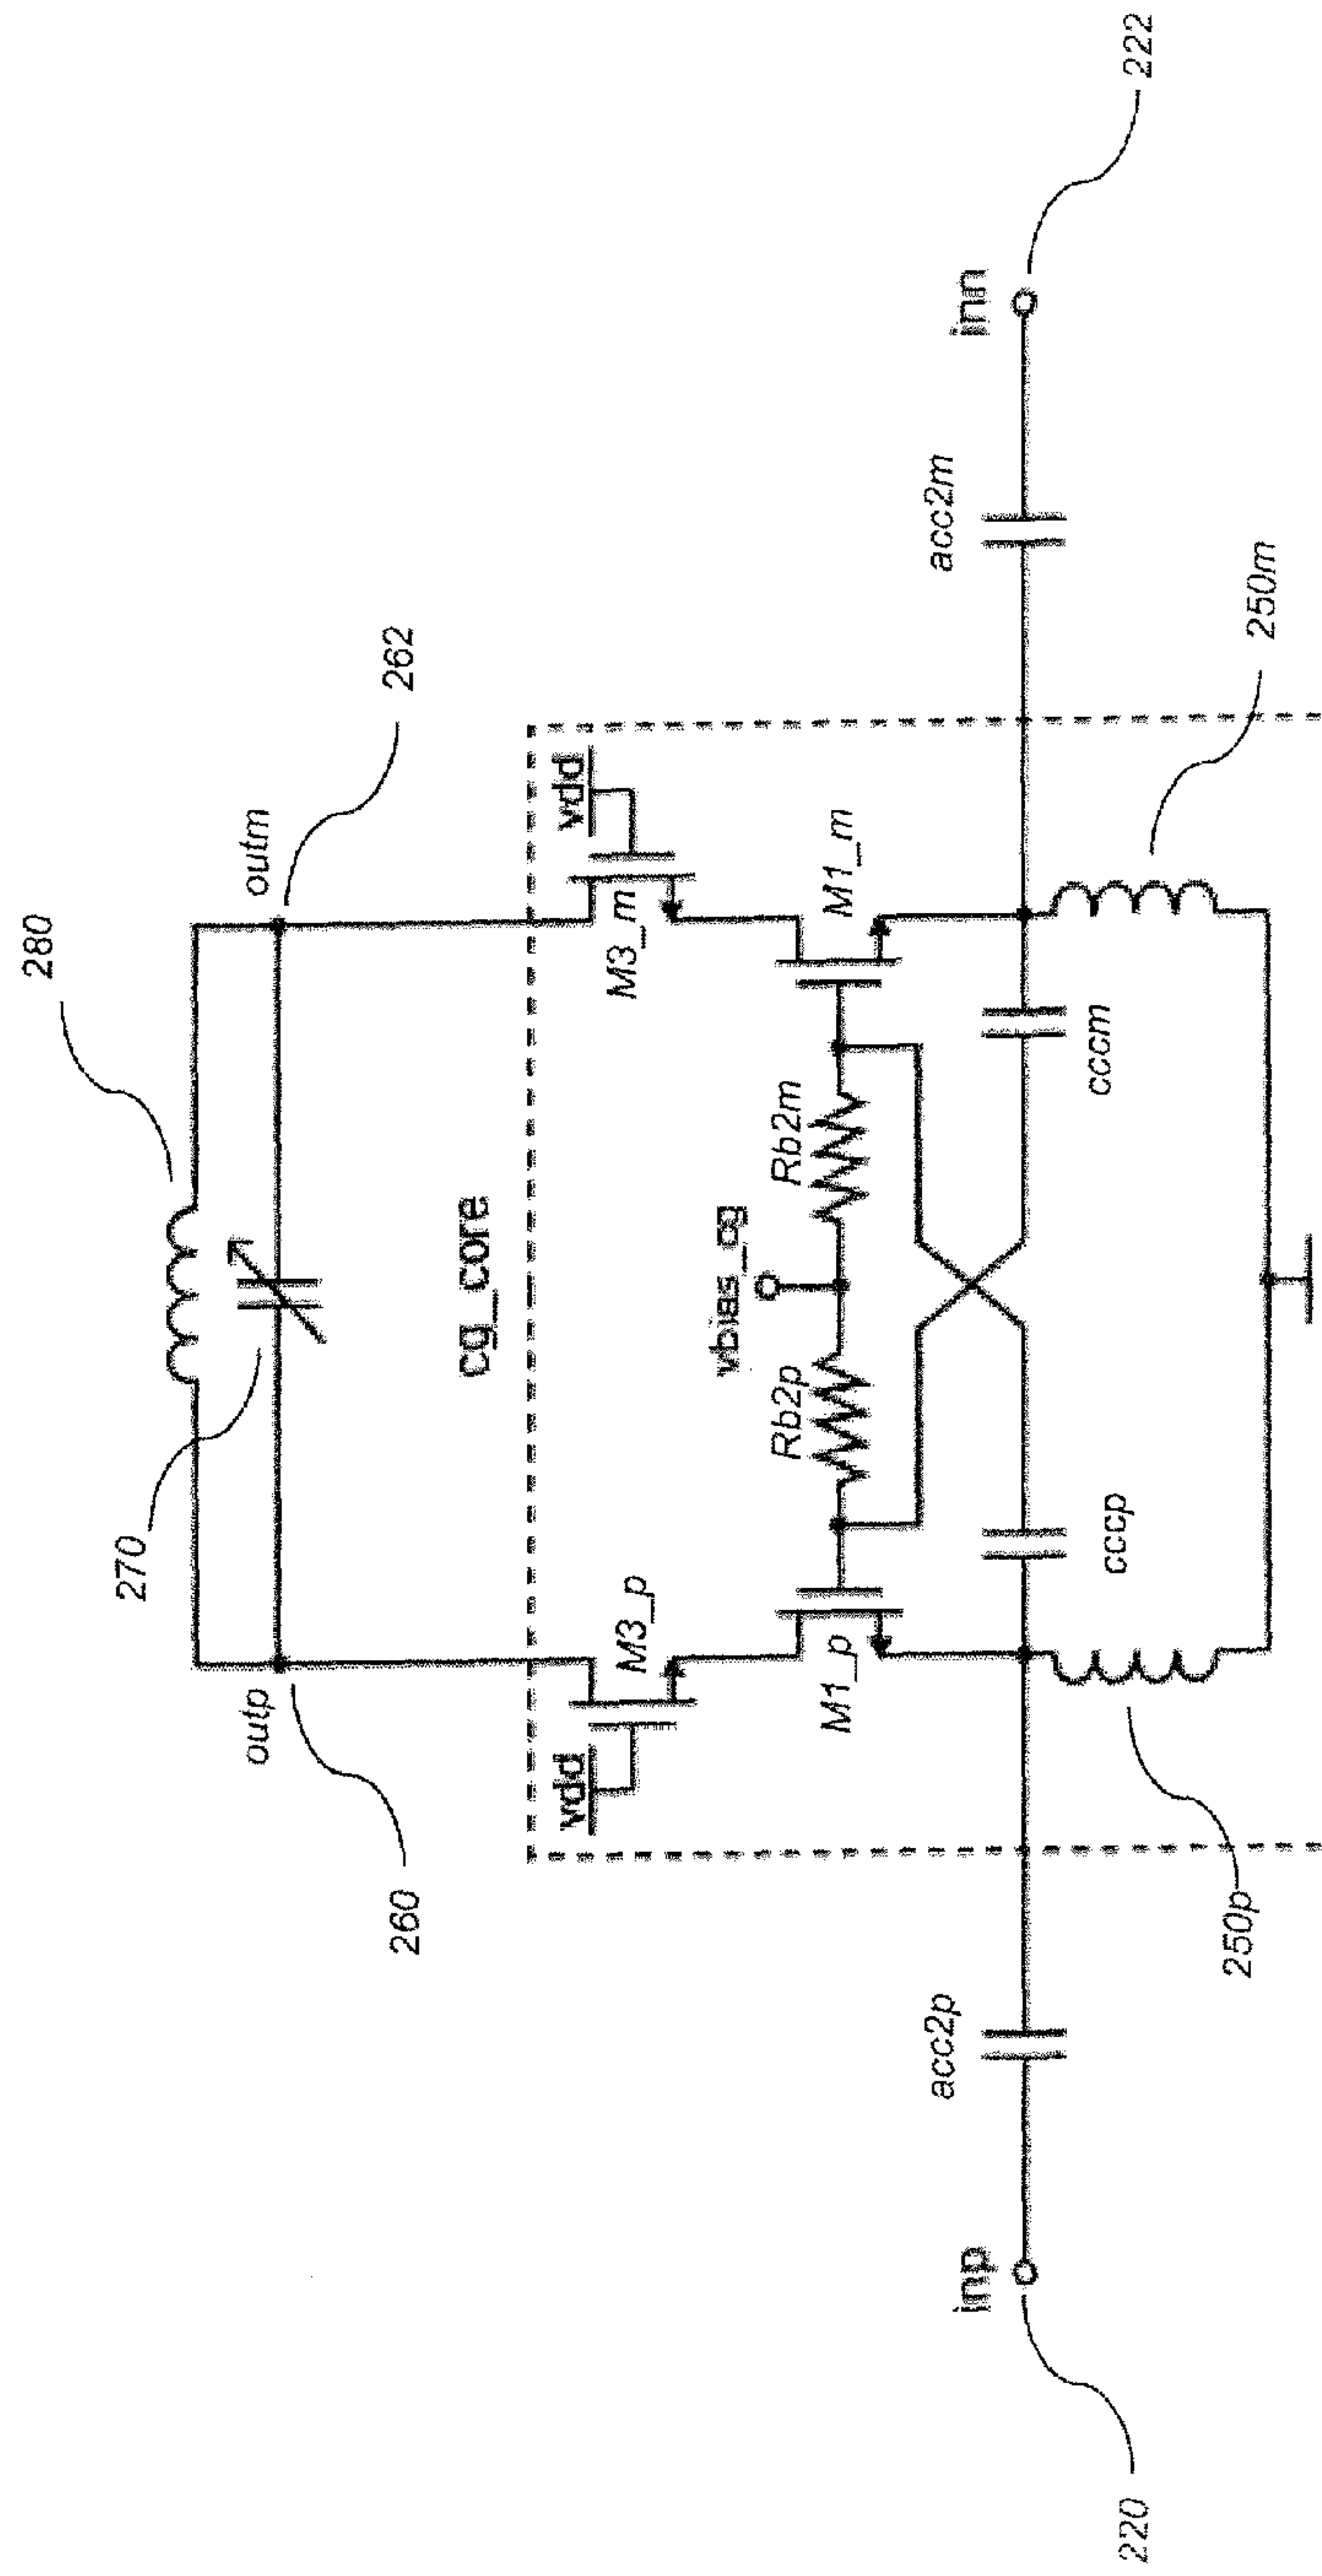 280
270
outp
outm
260
262
cg_core
vdd
vdd
M3_p
M3_m
vbias_cg
Rb2p
Rb2m
M1_p
M1_m
inp
acc2p
acc2m
inn
cccp
cccm
220
250p
250m
222